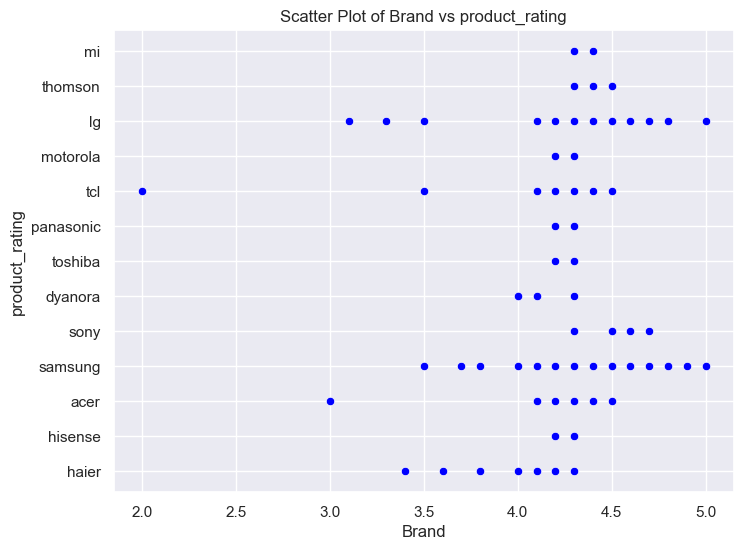 Scatter Plot of Brand vs product_rating
product_rating
mi
thomson
lg
motorola
tcl
panasonic
toshiba
dyanora
sony
samsung
acer
hisense
haier
2.0 2.5 3.0 3.5 4.0 4.5 5.0
Brand